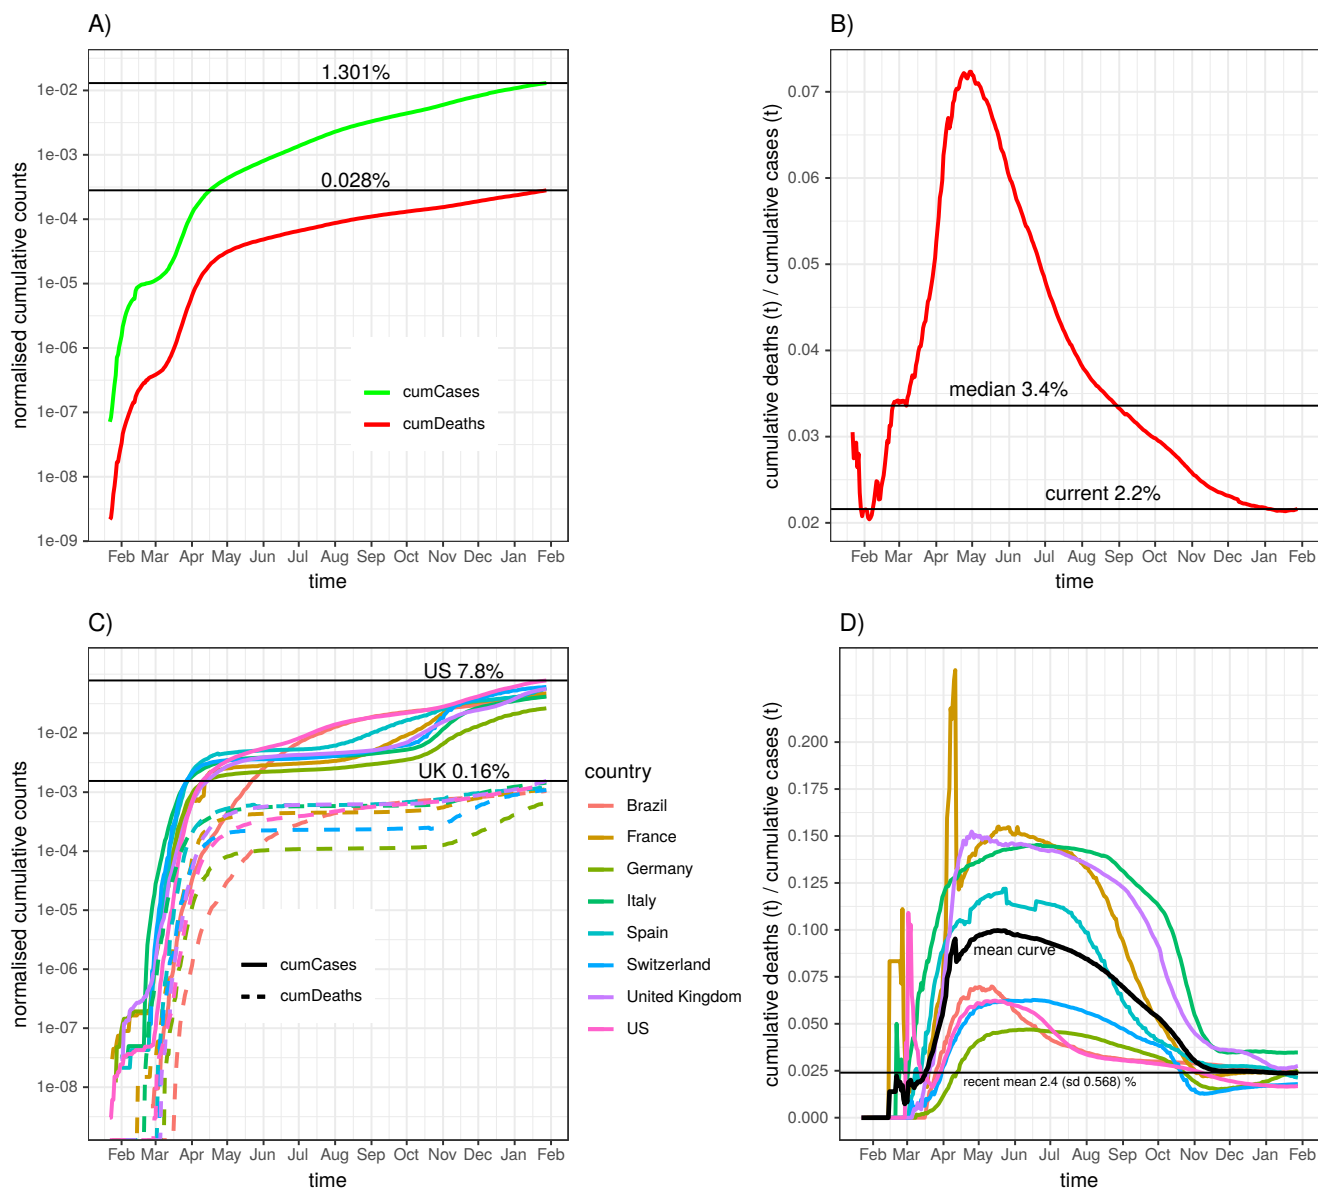 A)
normalised cumulative counts
1e-02
1e-03
1e-04
1e-05
1e-06
1e-07
1e-08
1e-09
1.301%
0.028%
cumCases
cumDeaths
Feb Mar Apr May Jun Jul Aug Sep Oct Nov Dec Jan Feb
time
B)
cumulative deaths (t) / cumulative cases (t)
0.07
0.06
0.05
0.04
0.03
0.02
median 3.4%
current 2.2%
Feb Mar Apr May Jun Jul Aug Sep Oct Nov Dec Jan Feb
time
C)
normalised cumulative counts
1e-02
1e-03
1e-04
1e-05
1e-06
1e-07
1e-08
US 7.8%
UK 0.16%
cumCases
cumDeaths
Feb Mar Apr May Jun Jul Aug Sep Oct Nov Dec Jan Feb
time
country
Brazil
France
Germany
Italy
Spain
Switzerland
United Kingdom
US
D)
cumulative deaths (t) / cumulative cases (t)
0.200
0.175
0.150
0.125
0.100
0.075
0.050
0.025
0.000
mean curve
recent mean 2.4 (sd 0.568) %
Feb Mar Apr May Jun Jul Aug Sep Oct Nov Dec Jan Feb
time